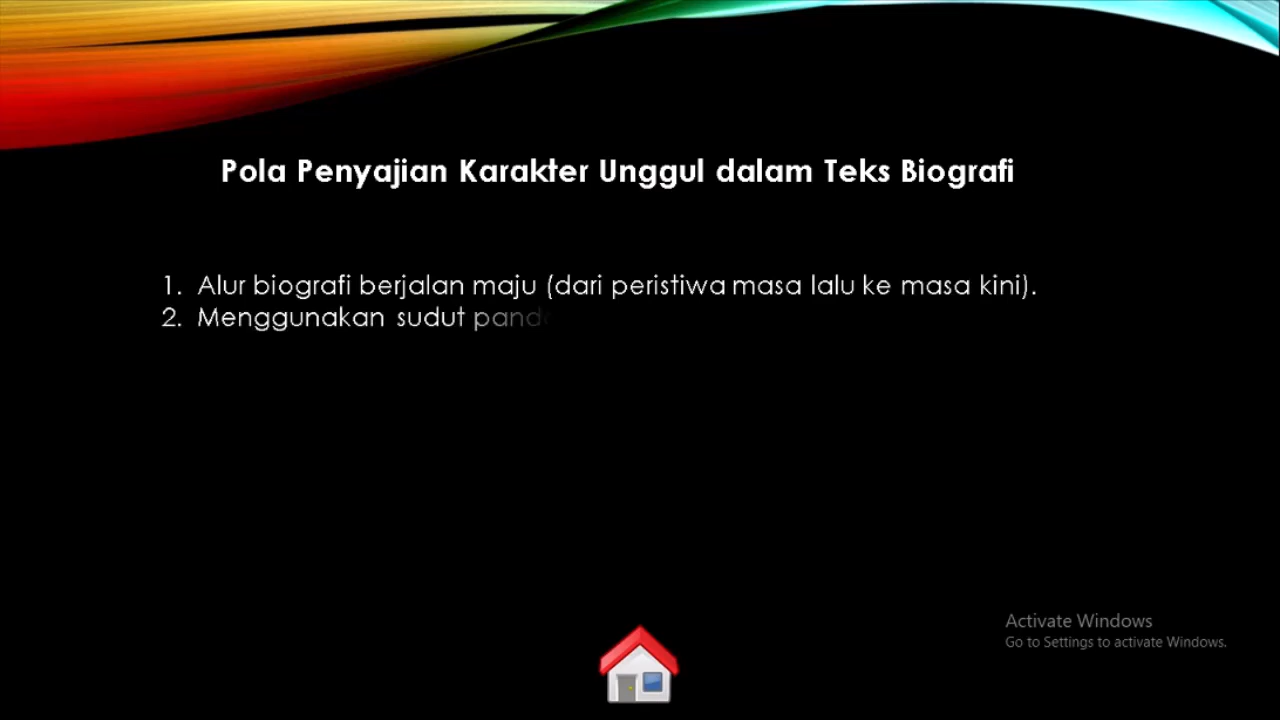 Pola Penyajian Karakter Unggul dalam Teks Biografi
1. Alur biografi berjalan maju (dari peristiwa masa lalu ke masa kini).
2. Menggunakan sudut
Activate Windows
Go to Settings to activate Windows.